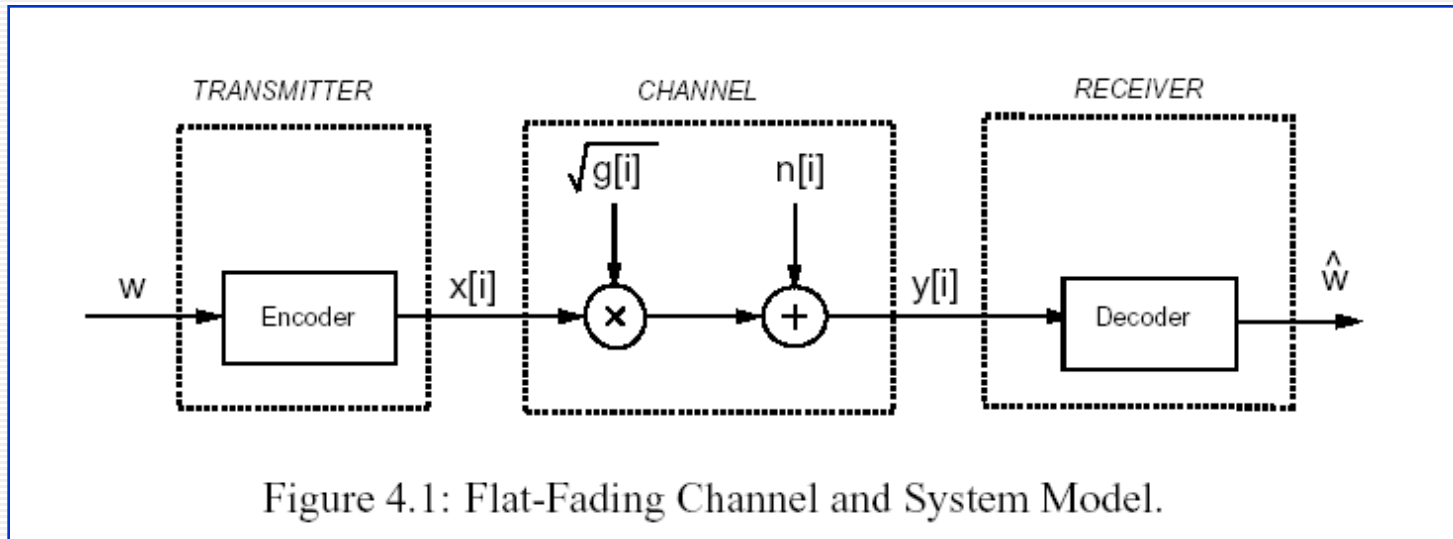 TRANSMITTER CHANNEL RECEIVER
√g[i] n[i]
w Encoder x[i] × + y[i] Decoder ŵ
Figure 4.1: Flat-Fading Channel and System Model.